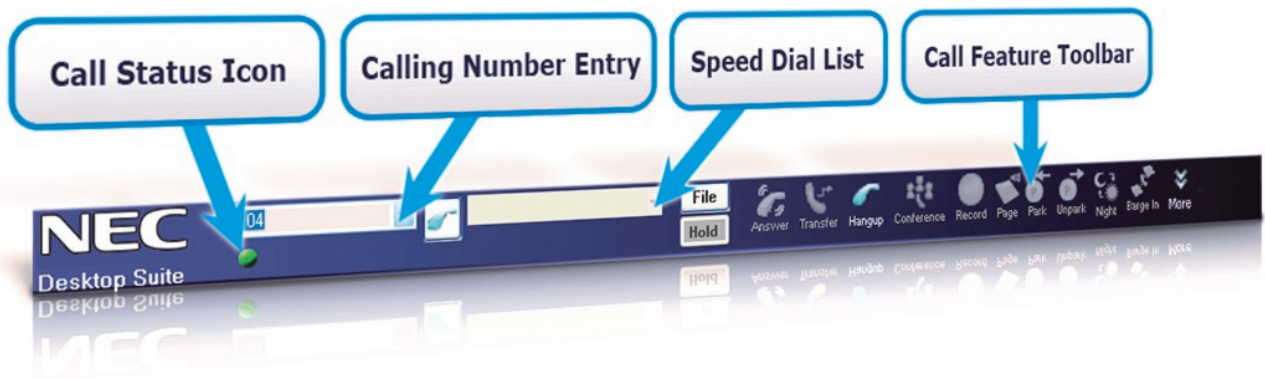 Call Status Icon
Calling Number Entry
Speed Dial List
Call Feature Toolbar
NEC
Desktop Suite
04
File
Hold
Answer
Transfer
Hangup
Conference
Record
Page
Park
Unpark
Night
Barge In
More